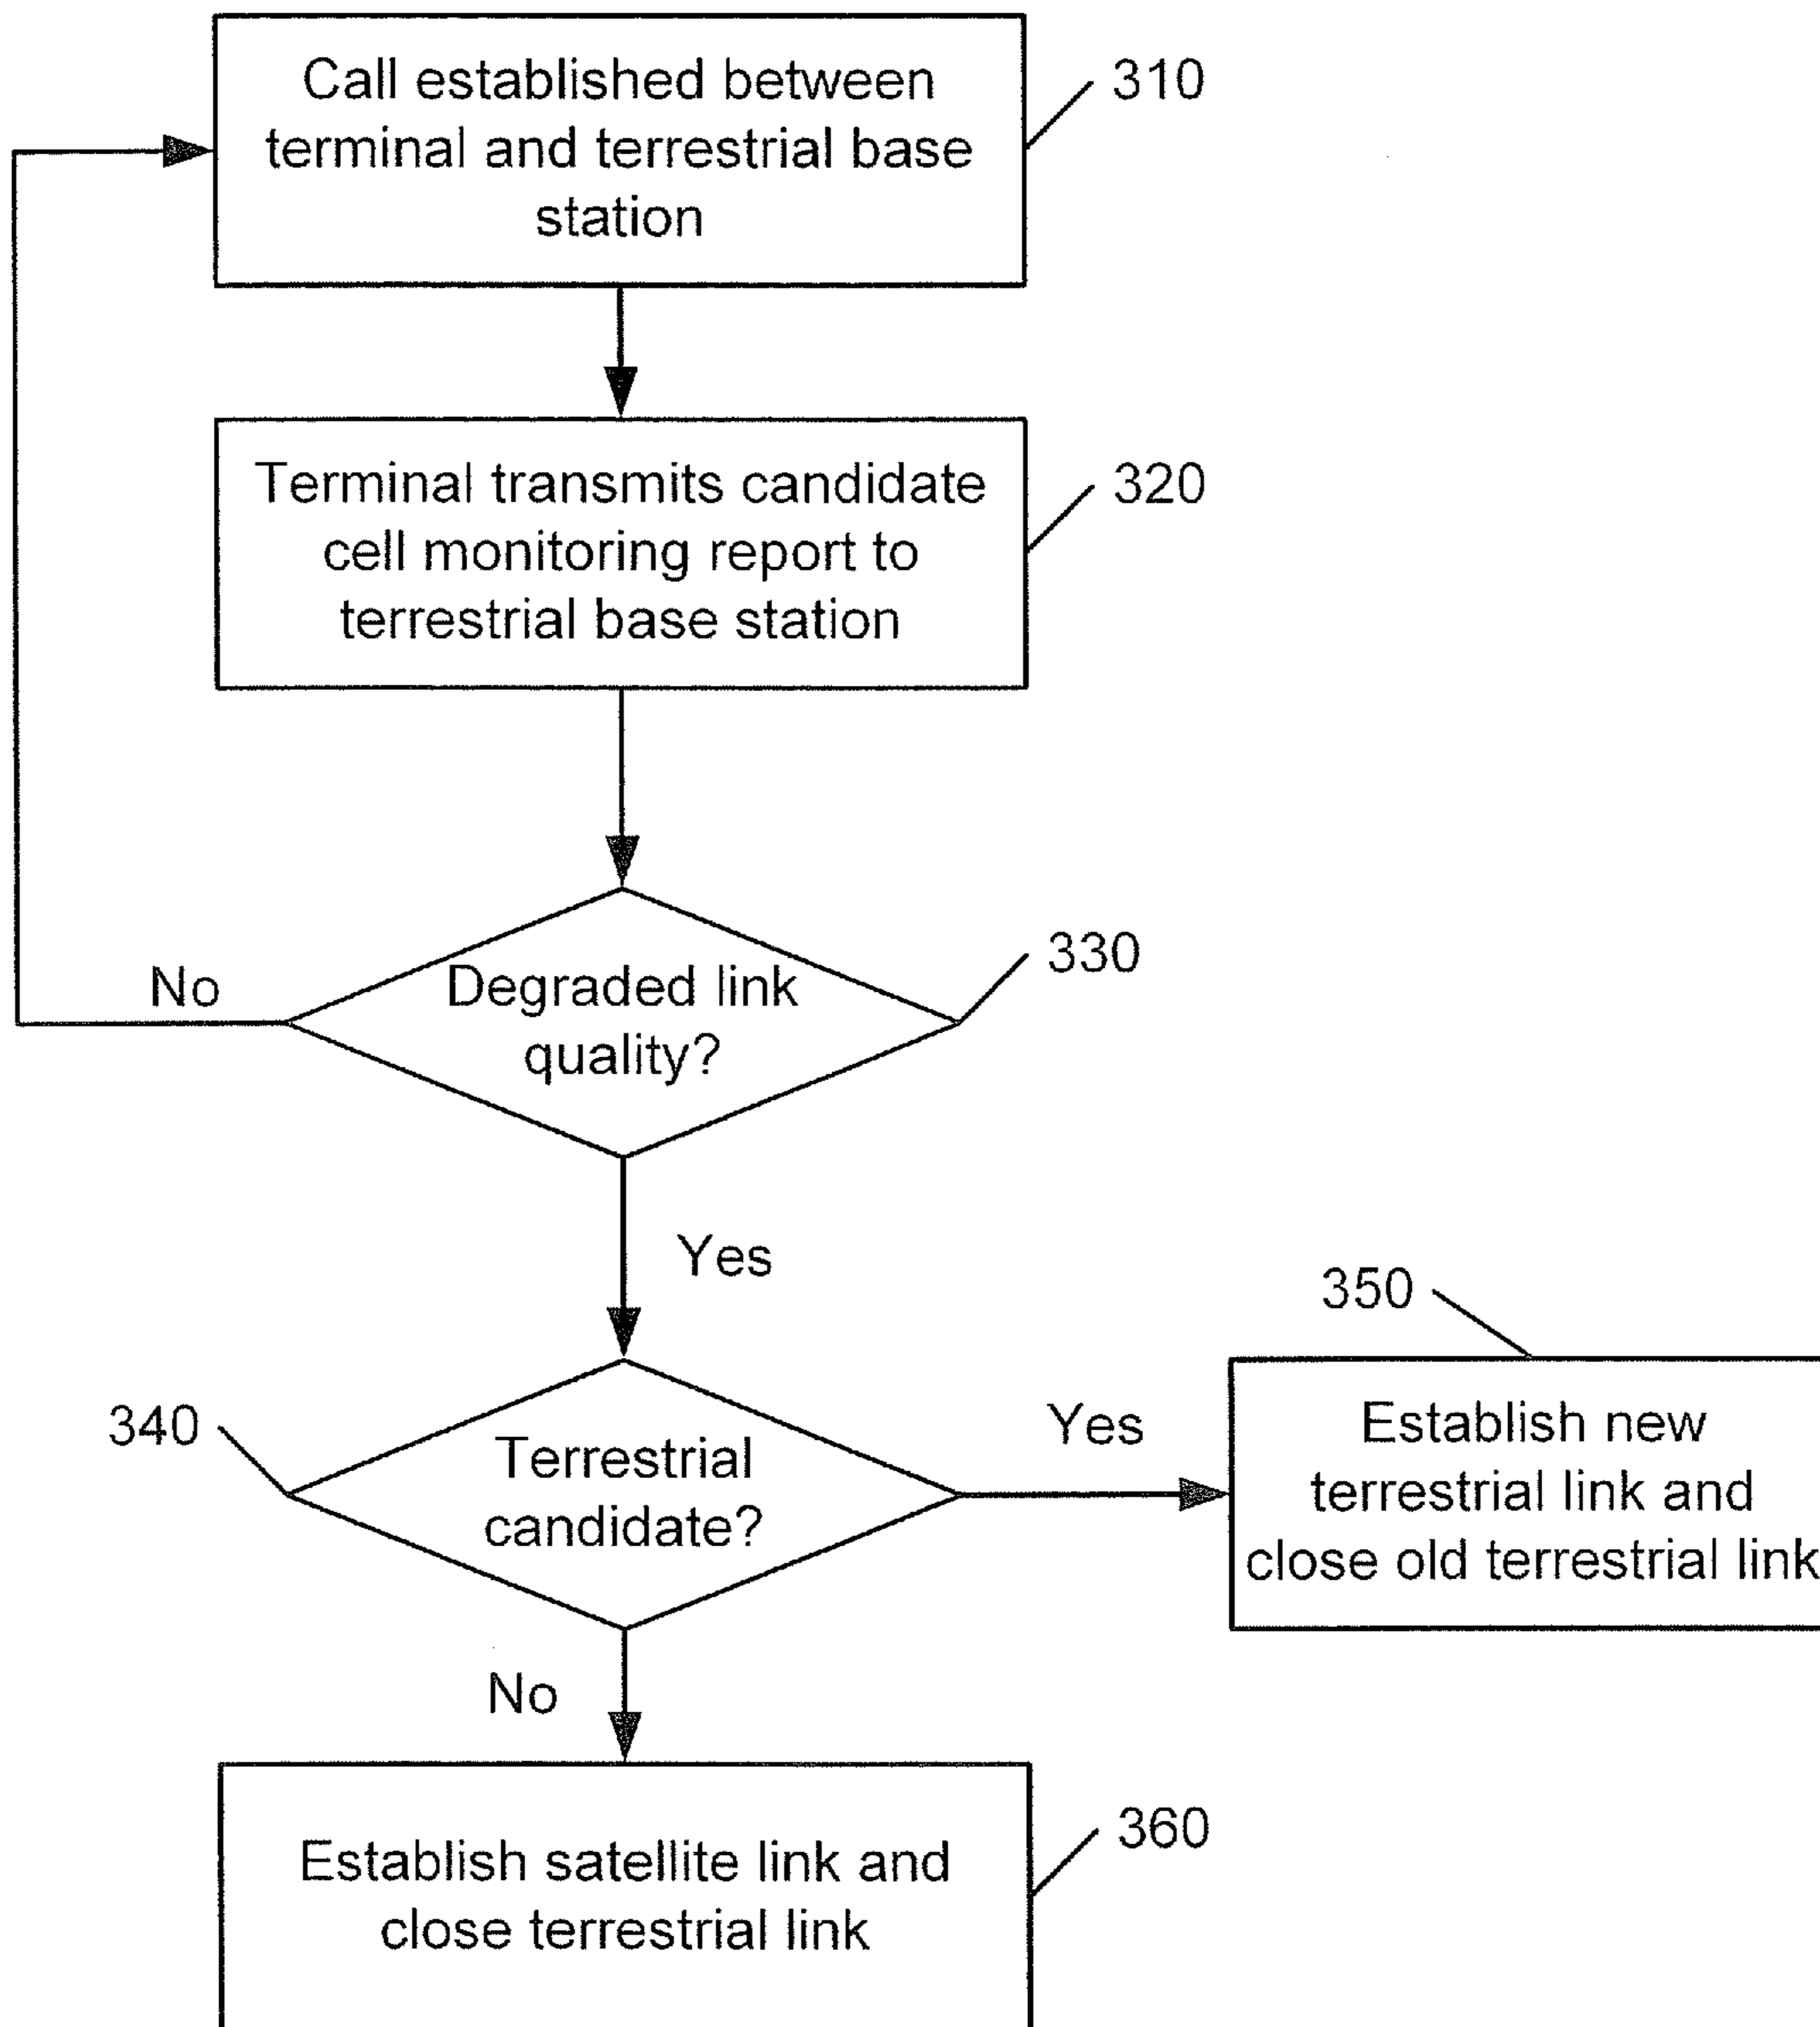 Call established between
terminal and terrestrial base
station
310
Terminal transmits candidate
cell monitoring report to
terrestrial base station
320
Degraded link
quality?
330
No
Yes
Terrestrial
candidate?
340
Yes
350
Establish new
terrestrial link and
close old terrestrial link
No
Establish satellite link and
close terrestrial link
360